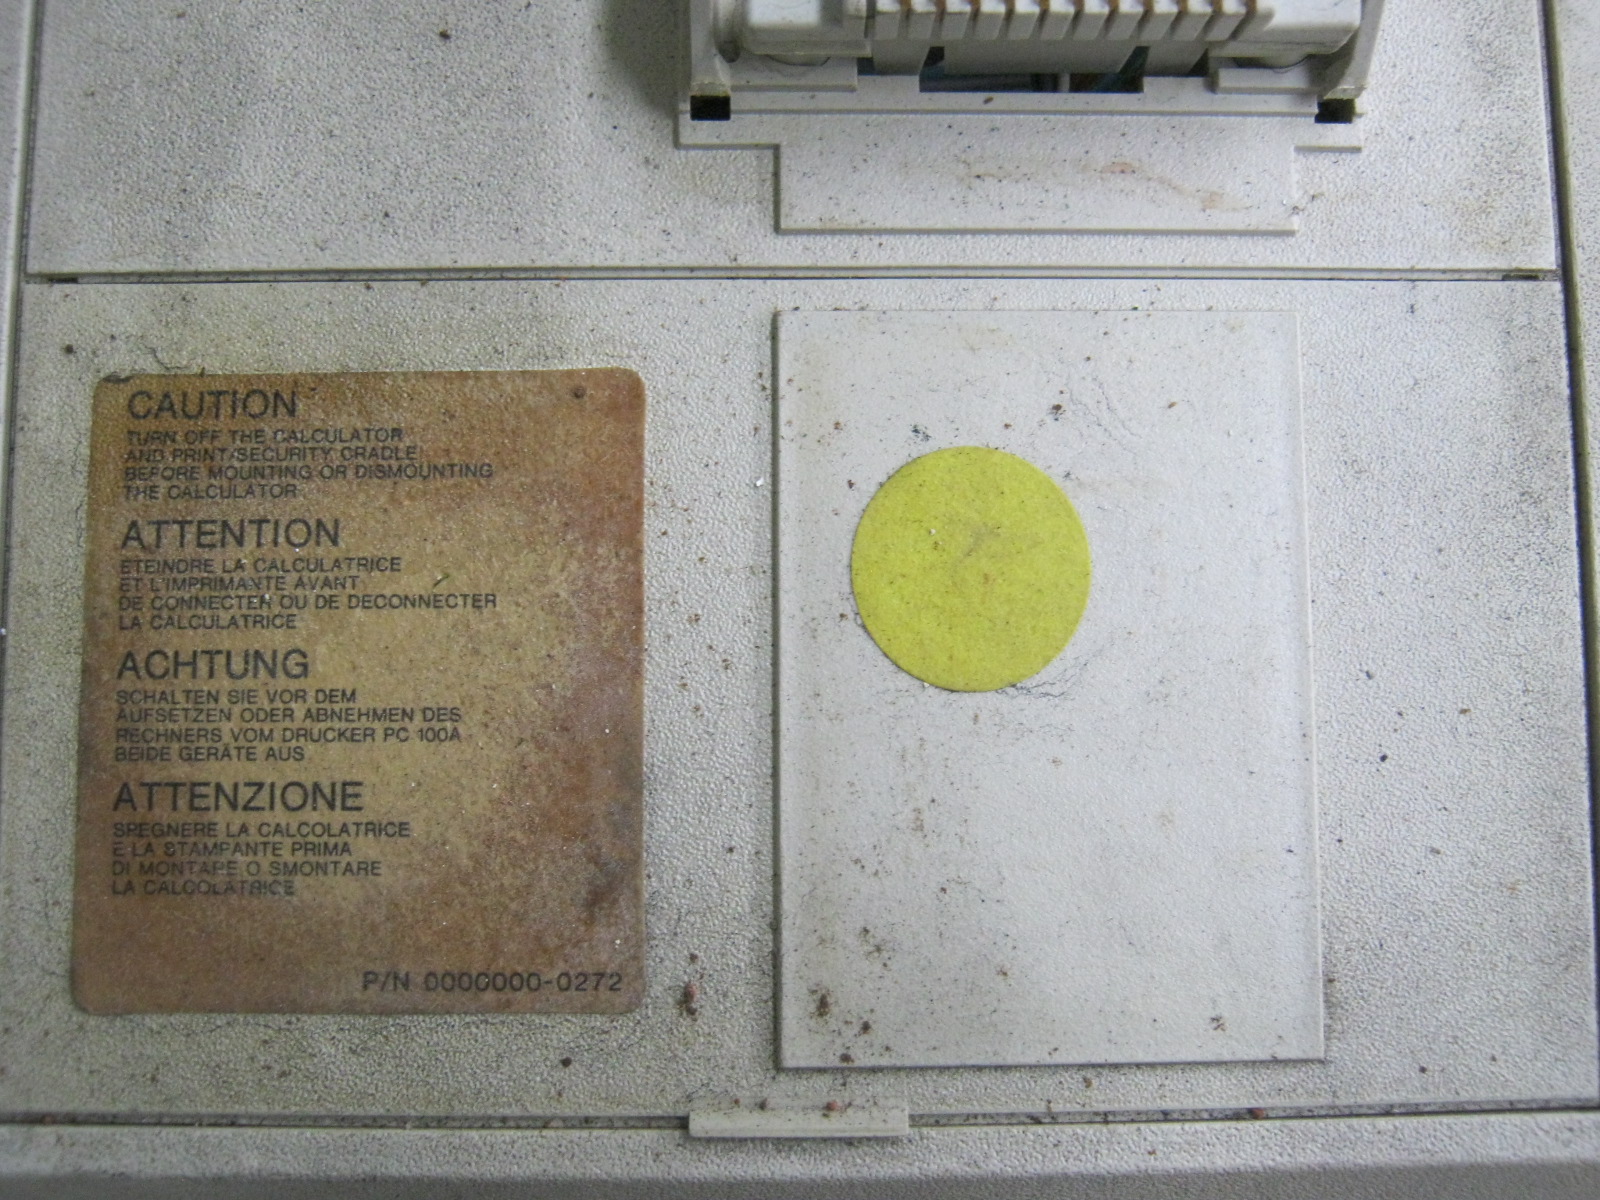 CAUTION
TURN OFF THE CALCULATOR
AND PRINT/SECURITY CRADLE
BEFORE MOUNTING OR DISMOUNTING
THE CALCULATOR
ATTENTION
ETEINDRE LA CALCULATRICE
ET L'IMPRIMANTE AVANT
DE CONNECTER OU DE DECONNECTER
LA CALCULATRICE
ACHTUNG
SCHALTEN SIE VOR DEM
AUFSETZEN ODER ABNEHMEN DES
RECHNERS VOM DRUCKER PC 100A
BEIDE GERÄTE AUS
ATTENZIONE
SPEGNERE LA CALCOLATRICE
E LA STAMPANTE PRIMA
DI MONTARE O SMONTARE
LA CALCOLATRICE
P/N 0000000-0272